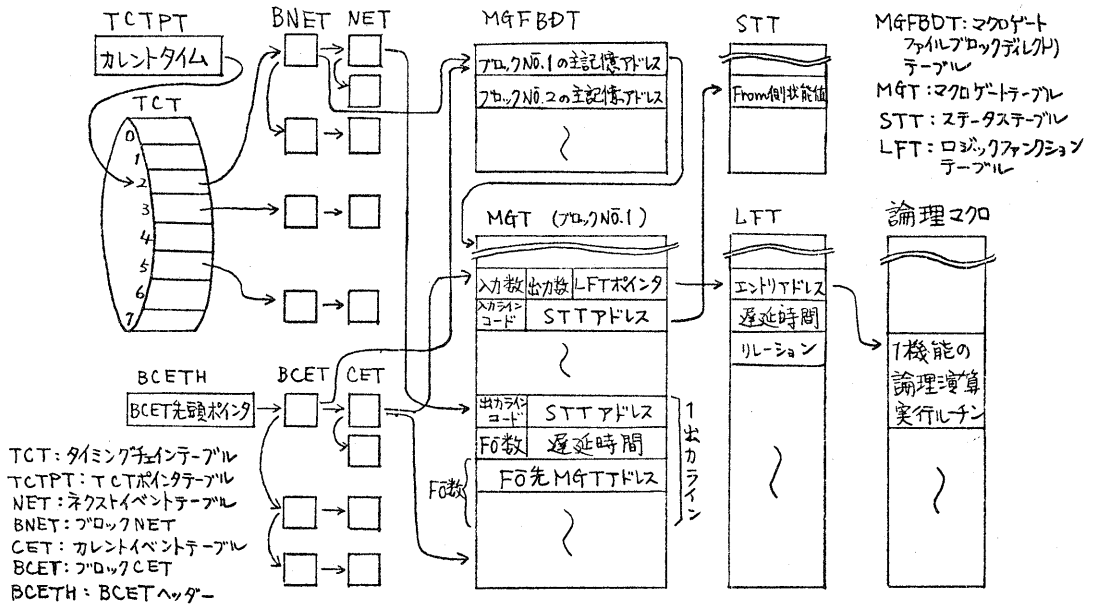 TCTPT
カレントタイム
TCT
0
1
2
3
4
5
6
7
BNET NET
MGFBDT
ブロックNO.1の主記憶アドレス
ブロックNO.2の主記憶アドレス
STT
From側状態値
MGFBDT:マクロゲート
ファイルブロックディレクトリ
テーブル
MGT:マクロゲートテーブル
STT:ステータステーブル
LFT:ロジックファンクション
テーブル
MGT (ブロックNO.1)
入力数 出力数 LFTポインタ
入力ライン
コード
STTアドレス
出力ライン
コード
STTアドレス
FO数 遅延時間
FO先MGTアドレス
FO数
1出力ライン
LFT
エントリアドレス
遅延時間
リレーション
論理マクロ
1機能の
論理演算
実行ルーチン
BCETH
BCET先頭ポインタ
BCET CET
TCT:タイミングチェインテーブル
TCTPT:TCTポインタテーブル
NET:ネクストイベントテーブル
BNET:ブロックNET
CET:カレントイベントテーブル
BCET:ブロックCET
BCETH:BCETヘッダー